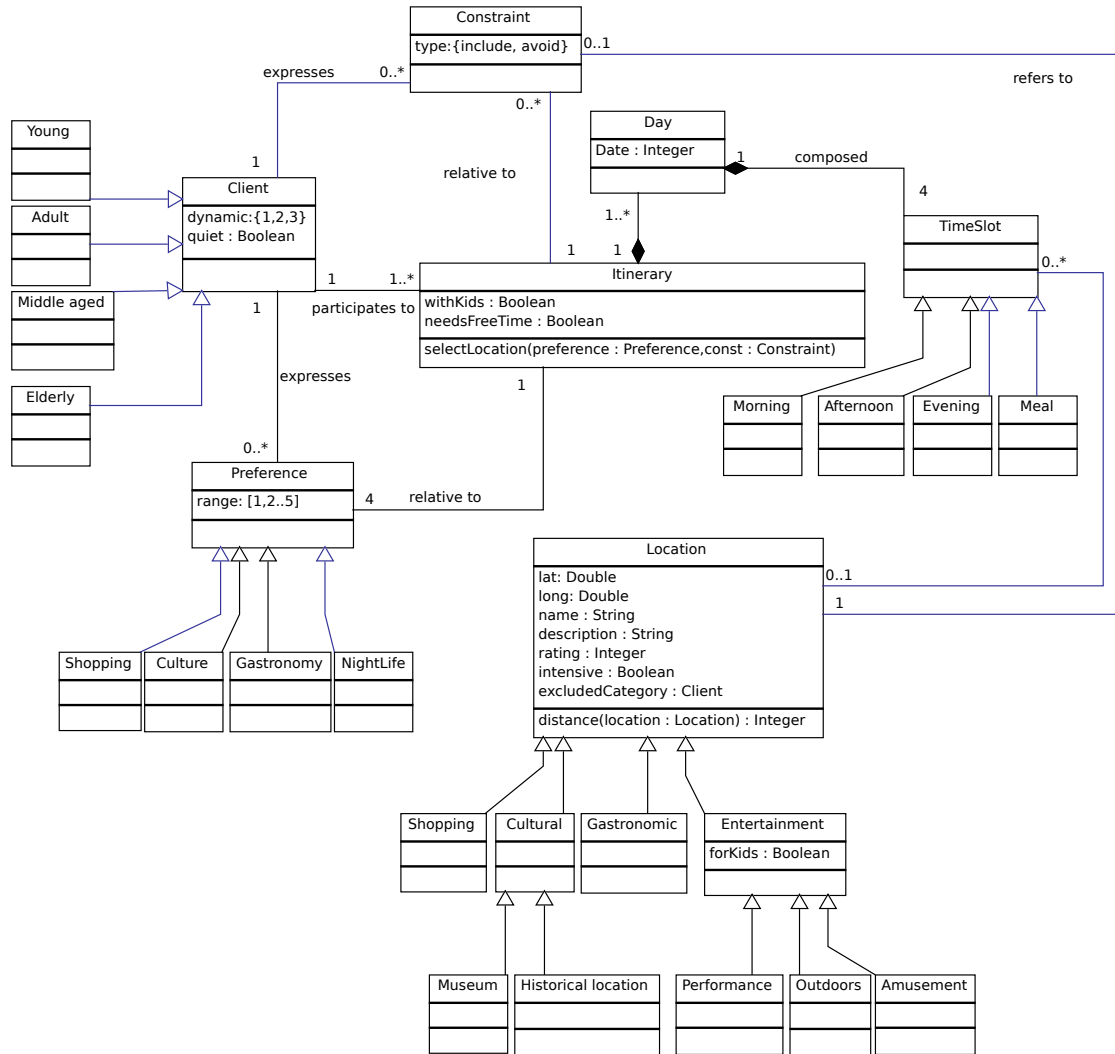 Constraint
type:{include, avoid}
0..1
refers to
expresses
0..*
0..*
Day
Date : Integer
1
composed
4
Young
1
relative to
Client
dynamic:{1,2,3}
quiet : Boolean
Adult
1..*
TimeSlot
1
1
0..*
Middle aged
1
participates to
1..*
1
Itinerary
withKids : Boolean
needsFreeTime : Boolean
selectLocation(preference : Preference,const : Constraint)
Elderly
expresses
1
Morning
Afternoon
Evening
Meal
0..*
Preference
range: [1,2..5]
4
relative to
Location
lat: Double
long: Double
name : String
description : String
rating : Integer
intensive : Boolean
excludedCategory : Client
distance(location : Location) : Integer
0..1
1
Shopping
Culture
Gastronomy
NightLife
Shopping
Cultural
Gastronomic
Entertainment
forKids : Boolean
Museum
Historical location
Performance
Outdoors
Amusement